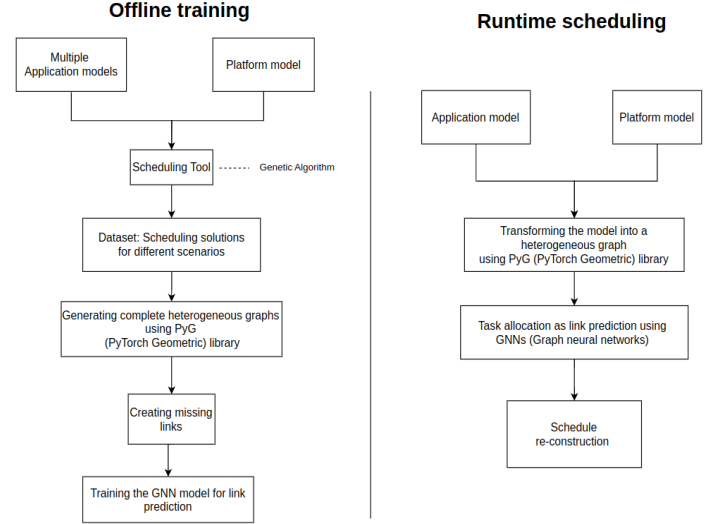 Offline training
Multiple
Application models
Platform model
Scheduling Tool
Genetic Algorithm
Dataset: Scheduling solutions
for different scenarios
Generating complete heterogeneous graphs
using PyG
(PyTorch Geometric) library
Creating missing
links
Training the GNN model for link
prediction
Runtime scheduling
Application model
Platform model
Transforming the model into a
heterogeneous graph
using PyG (PyTorch Geometric) library
Task allocation as link prediction using
GNNs (Graph neural networks)
Schedule
re-construction